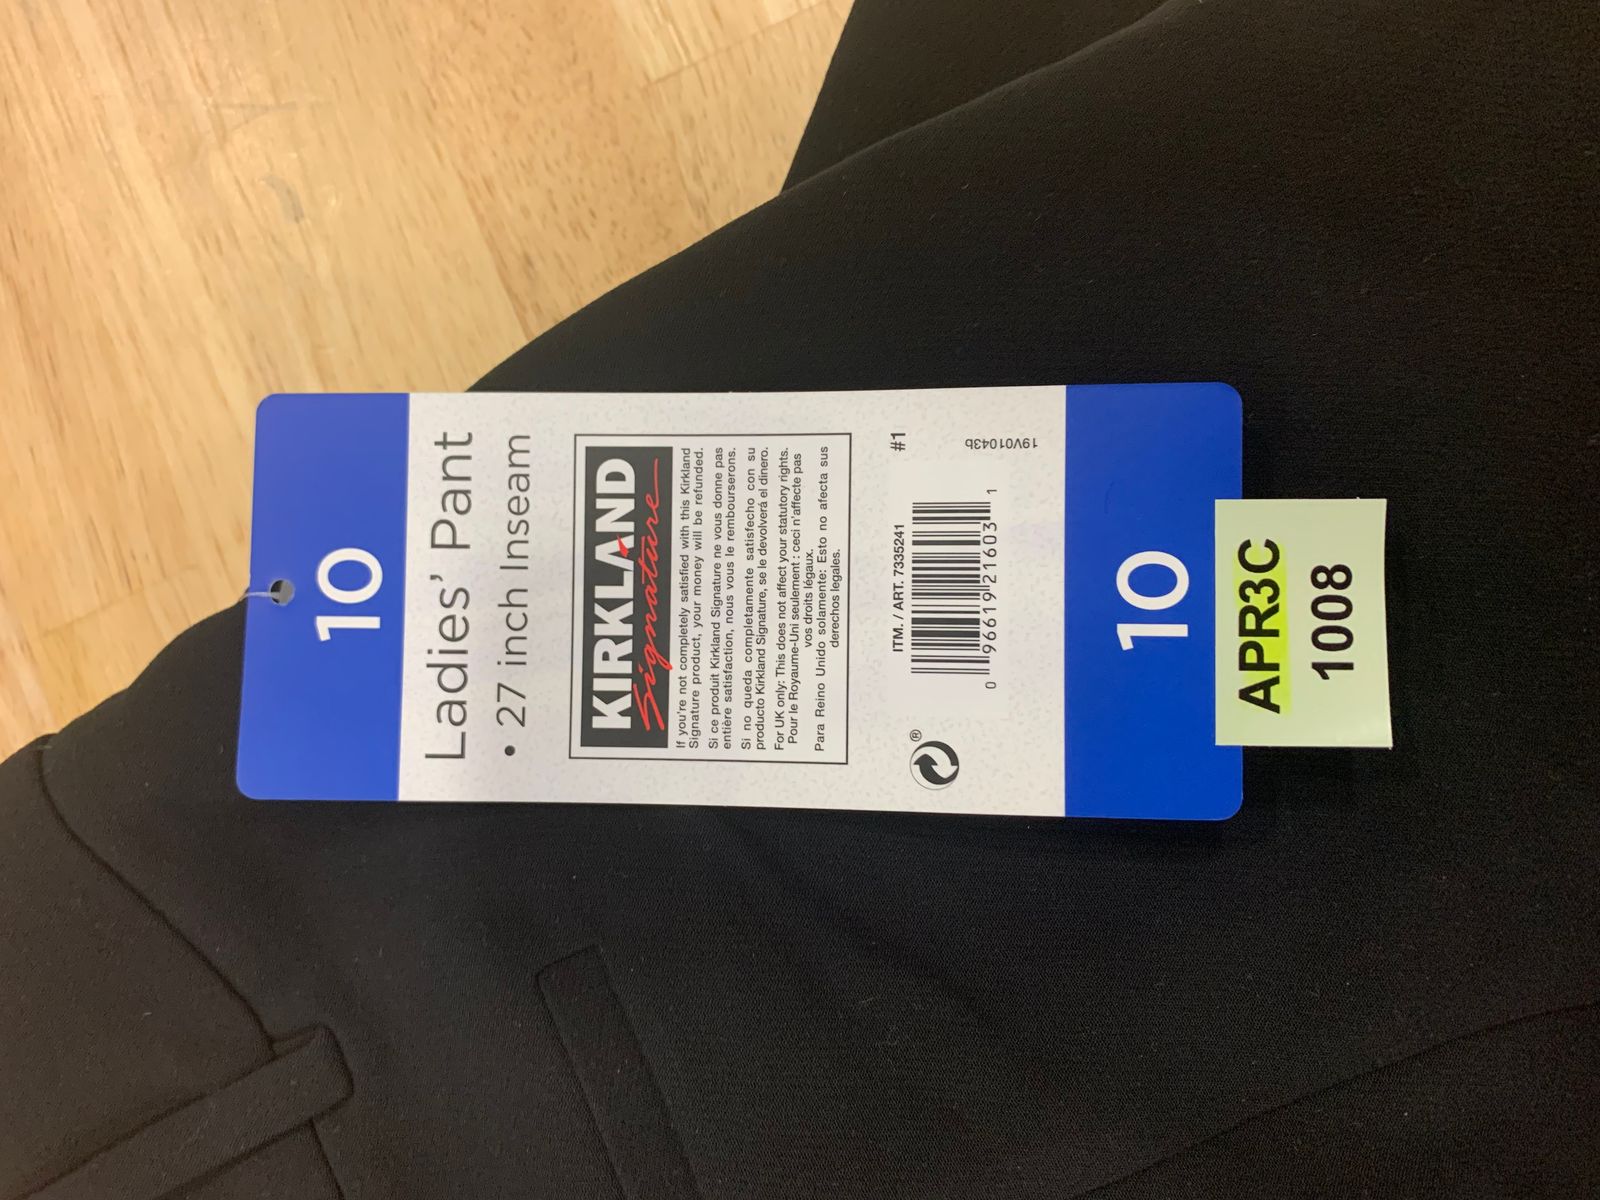 10
Ladies' Pant
• 27 inch Inseam
KIRKLAND
Signature
If you're not completely satisfied with this Kirkland
Signature product, your money will be refunded.
Si ce produit Kirkland Signature ne vous donne pas
entière satisfaction, nous vous le rembourserons.
Si no queda completamente satisfecho con su
producto Kirkland Signature, se le devolverá el dinero.
For UK only: This does not affect your statutory rights.
Pour le Royaume-Uni seulement : ceci n'affecte pas
vos droits légaux.
Para Reino Unido solamente: Esto no afecta sus
derechos legales.
ITM. / ART. 7335241
#1
0 96619 21603 1
®
19V01043b
10
APR3C
1008